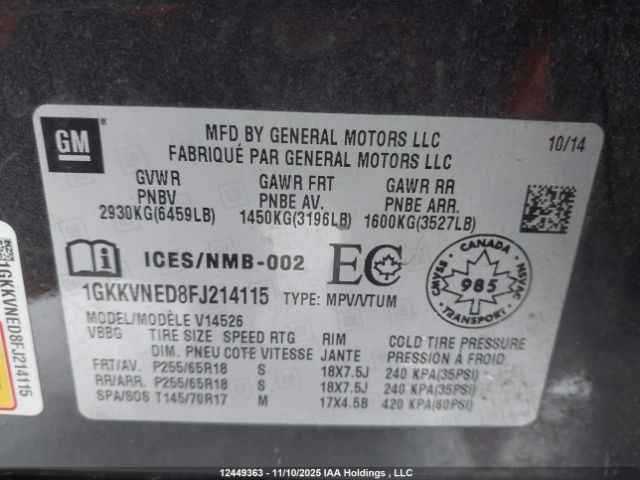 GM
MFD BY GENERAL MOTORS LLC
FABRIQUÉ PAR GENERAL MOTORS LLC
10/14
GVWR GAWR FRT GAWR RR
PNBV PNBE AV. PNBE ARR.
2930KG(6459LB) 1450KG(3196LB) 1600KG(3527LB)
ICES/NMB-002 EC
CANADA
CMVSS 985 NSVAC
1GKKVNED8FJ214115 TYPE: MPV/VTUM
MODEL/MODÈLE V14526
VBBG TIRE SIZE SPEED RTG RIM COLD TIRE PRESSURE
DIM. PNEU COTE VITESSE JANTE PRESSION À FROID
FRT/AV. P255/65R18 S 18X7.5J 240 KPA(35PSI)
RR/ARR. P255/65R18 S 18X7.5J 240 KPA(35PSI)
SPA/SOS T145/70R17 M 17X4.5B 420 KPA(60PSI)
1GKKVNED8FJ214115
12449363 - 11/10/2025 IAA Holdings , LLC